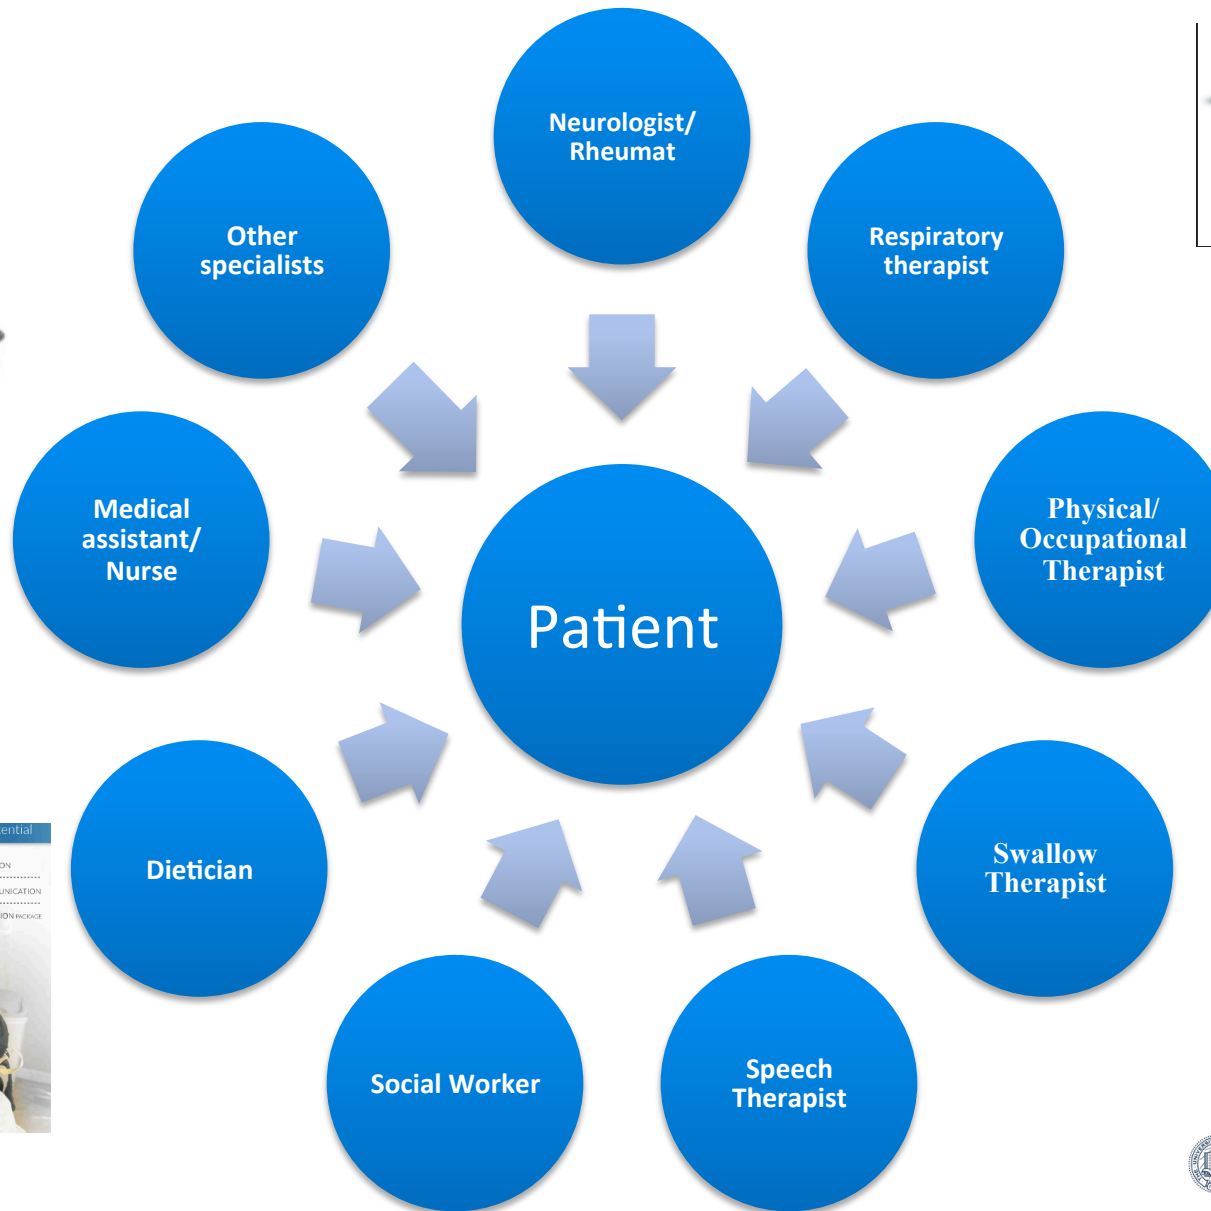 Neurologist/
Rheumat
Other
specialists
Respiratory
therapist
Medical
assistant/
Nurse
Physical/
Occupational
Therapist
Patient
Dietician
Swallow
Therapist
Social Worker
Speech
Therapist